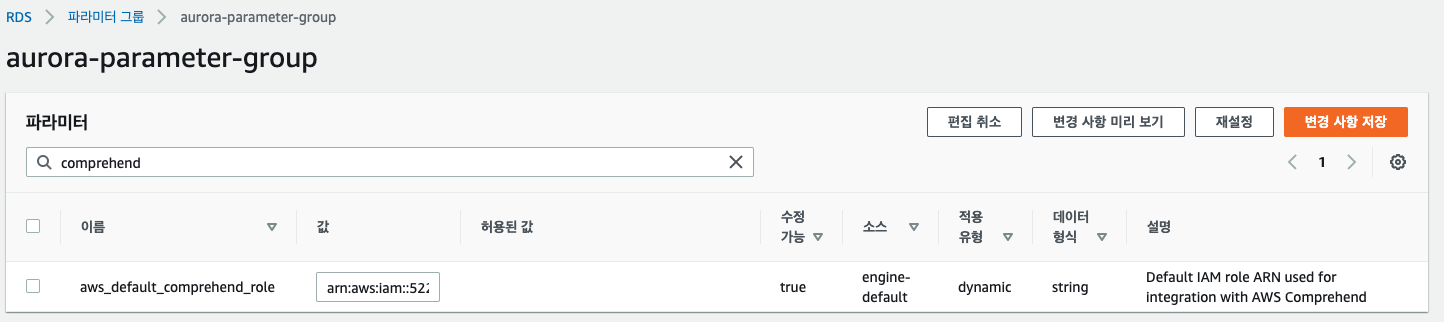 RDS > 파라미터 그룹 > aurora-parameter-group
aurora-parameter-group
파라미터
편집 취소
변경 사항 미리 보기
재설정
변경 사항 저장
comprehend
1
이름
값
허용된 값
수정
가능
소스
적용
유형
데이터
형식
설명
aws_default_comprehend_role
arn:aws:iam::522
true
engine-
default
dynamic
string
Default IAM role ARN used for
integration with AWS Comprehend